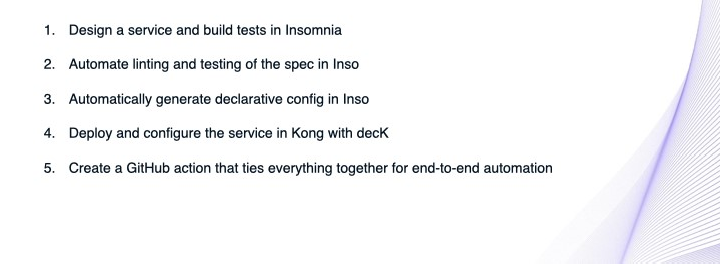 1. Design a service and build tests in Insomnia
2. Automate linting and testing of the spec in Inso
3. Automatically generate declarative config in Inso
4. Deploy and configure the service in Kong with decK
5. Create a GitHub action that ties everything together for end-to-end automation